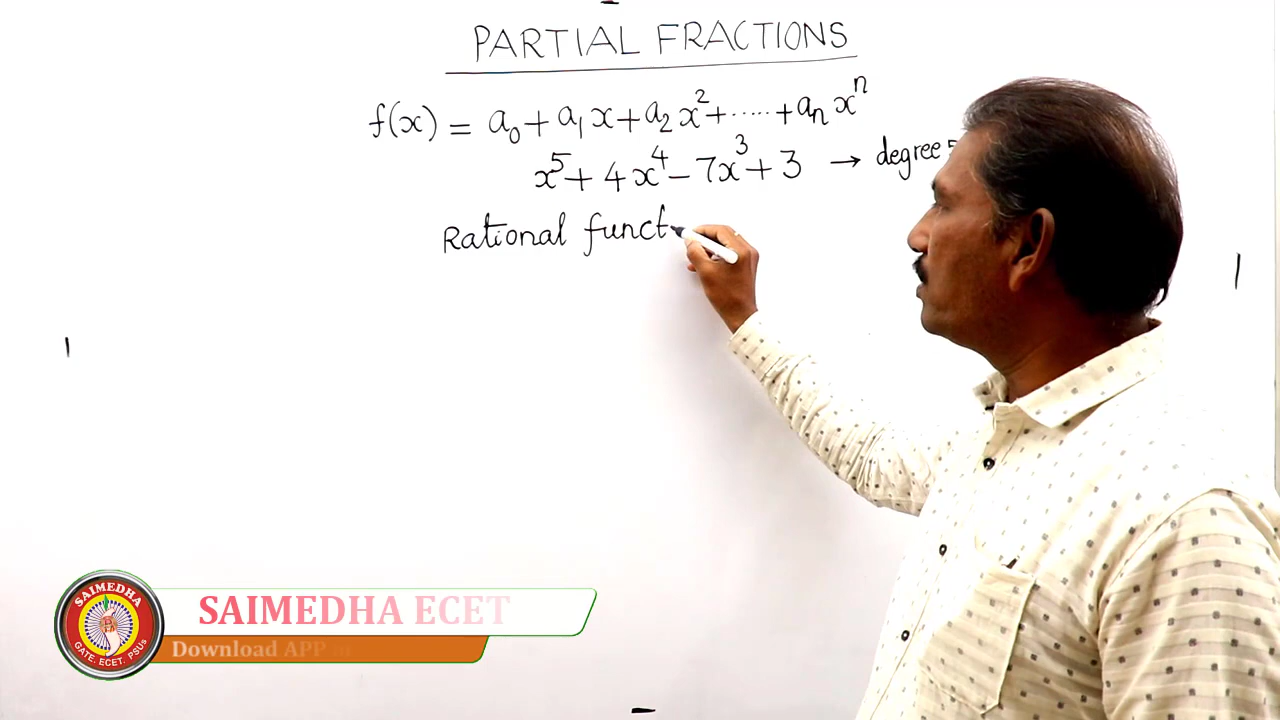 PARTIAL FRACTIONS
f(x) = a₀ + a₁x + a₂x² + ..... + aₙxⁿ
x⁵ + 4x⁴ − 7x³ + 3 → degree 5
Rational funct
SAIMEDHA
GATE. ECET. PSUs
SAIMEDHA ECET
Download APP